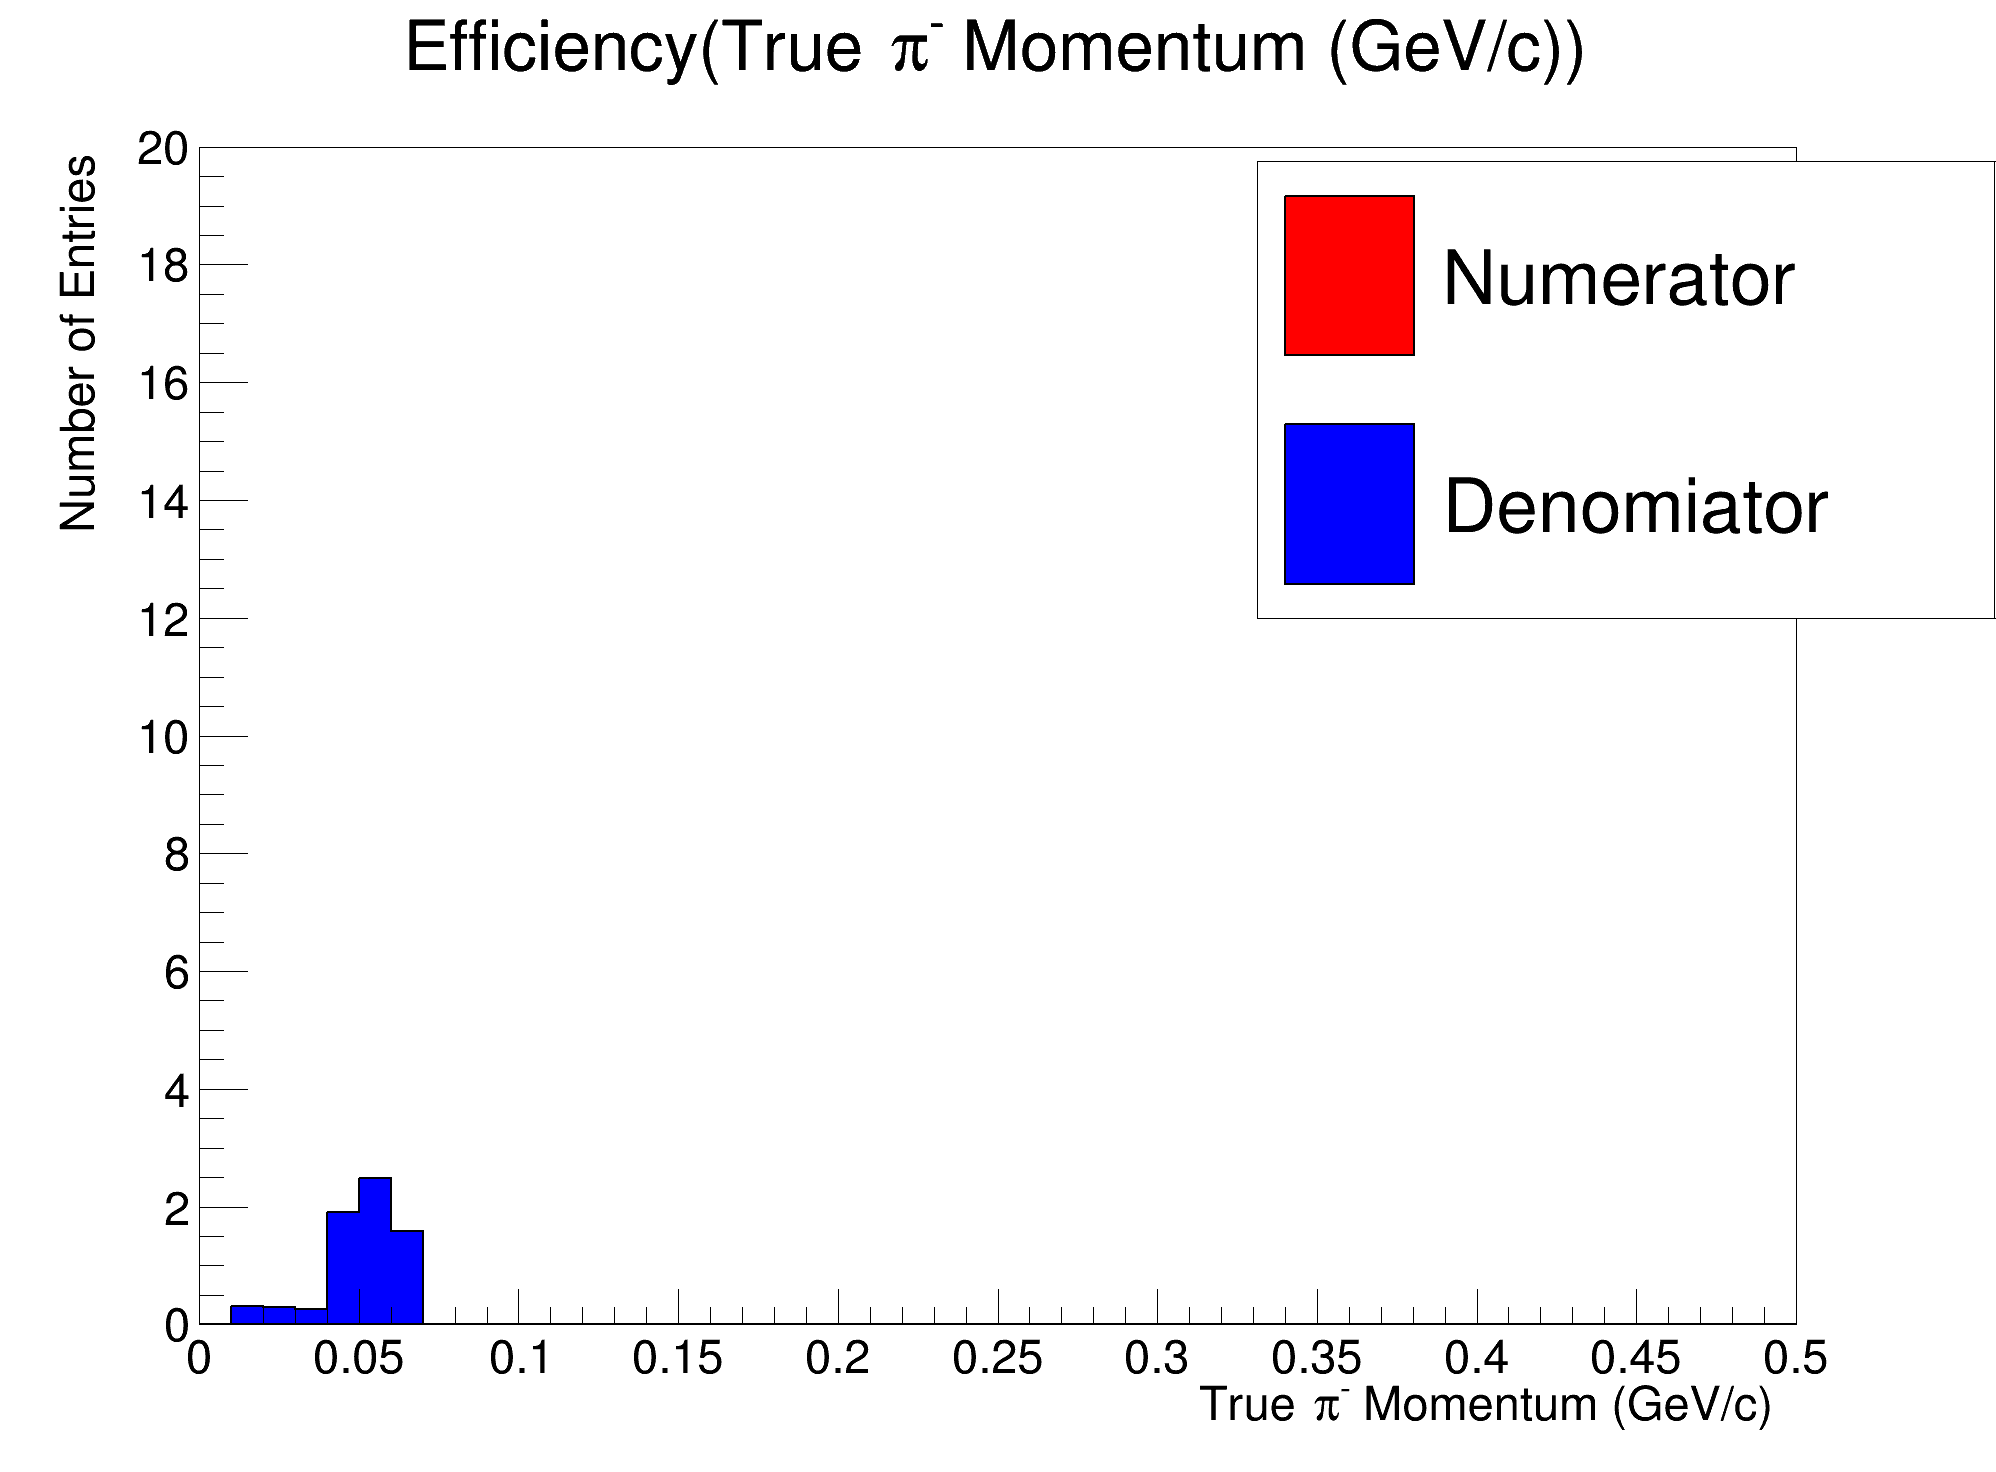 Efficiency(True π⁻ Momentum (GeV/c))
Number of Entries
20
18
16
14
12
10
8
6
4
2
0
Numerator
Denomiator
0 0.05 0.1 0.15 0.2 0.25 0.3 0.35 0.4 0.45 0.5
True π⁻ Momentum (GeV/c)